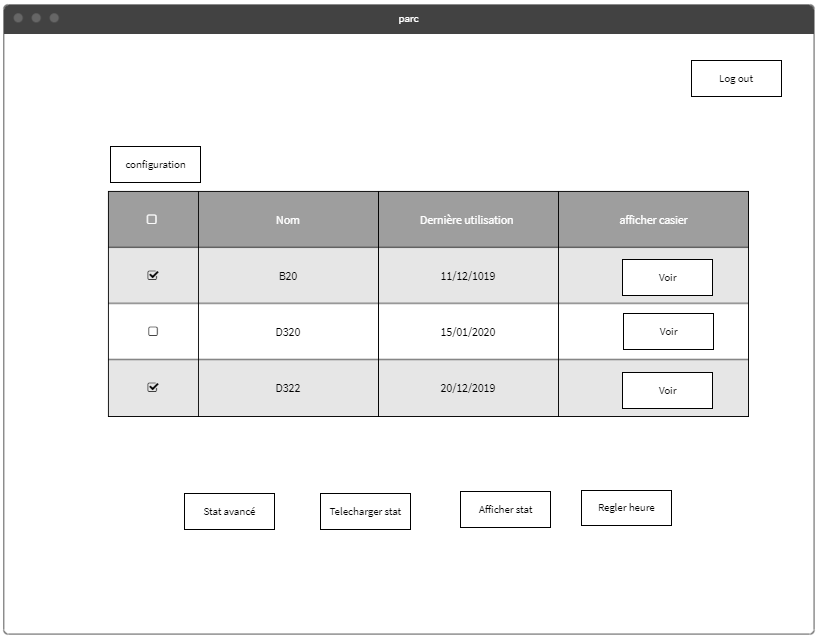 parc
Log out
configuration
Nom Dernière utilisation afficher casier
B20 11/12/1019 Voir
D320 15/01/2020 Voir
D322 20/12/2019 Voir
Stat avancé Telecharger stat Afficher stat Regler heure